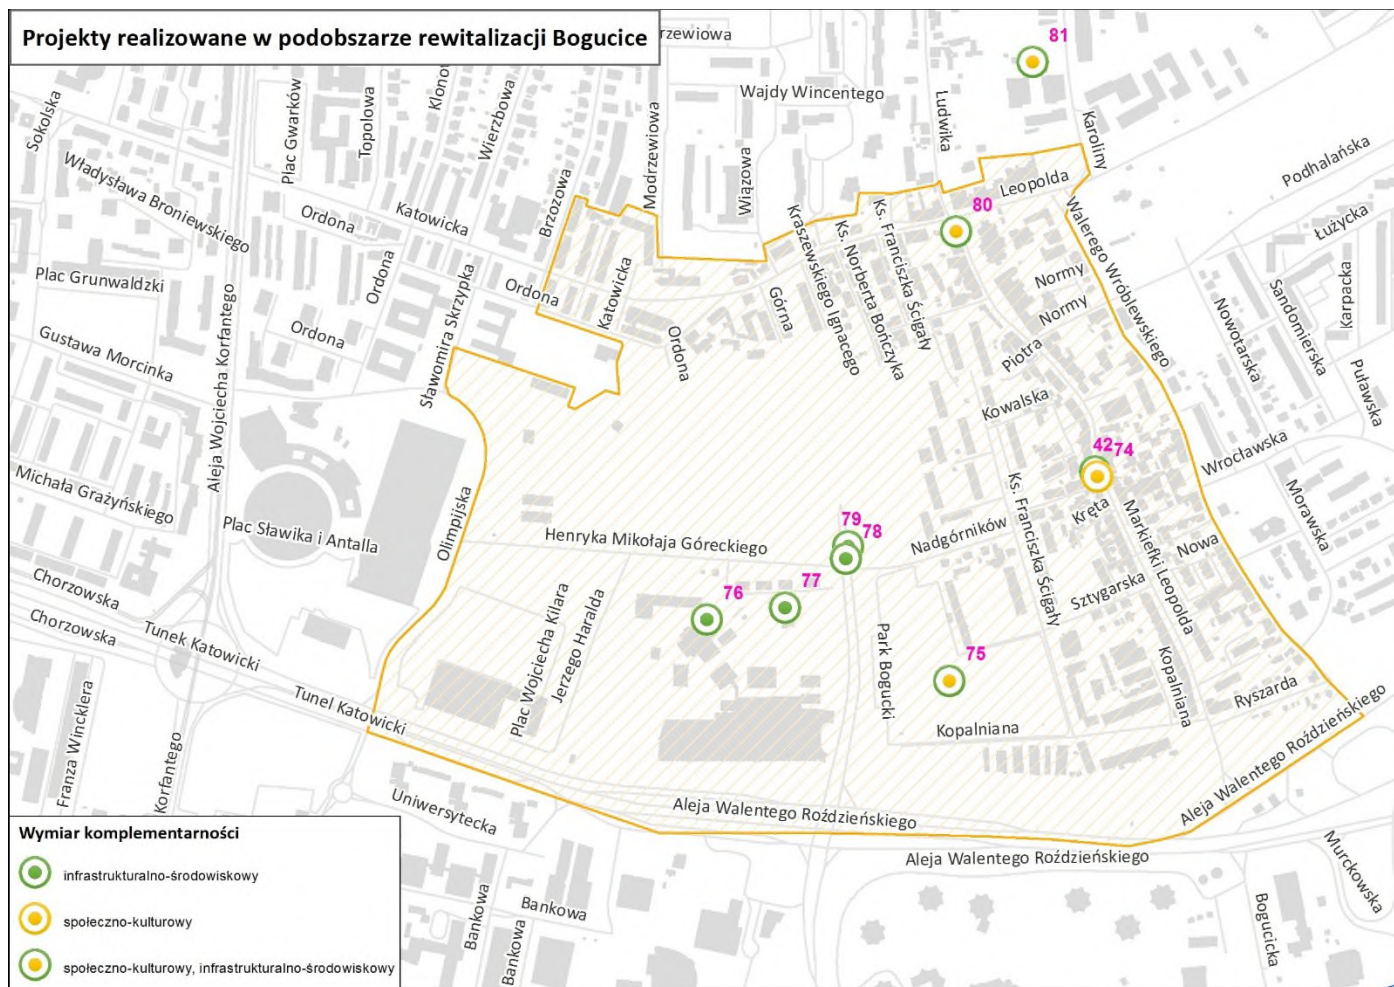 Projekty realizowane w podobszarze rewitalizacji Bogucice
rzewiowa
81
Wajdy Wincentego
Sokolska
Plac Gwarków
Topolowa
Klonow
Wierzbowa
Modrzewiowa
Wiązowa
Ludwika
Karoliny
Podhalańska
Władysława Broniewskiego
Brzozowa
Leopolda
80
Ordona
Katowicka
Kraszewskiego Ignacego
Ks. Norberta Bończyka
Ks. Franciszka Ścigały
Walerego Wróblewskiego
Łużycka
Plac Grunwaldzki
Ordona
Sławomira Skrzypka
Ordona
Katowicka
Górna
Normy
Normy
Nowotarska
Sandomierska
Karpacka
Gustawa Morcinka
Aleja Wojciecha Korfantego
Ordona
Ordona
Piotra
Puławska
Kowalska
Michała Grażyńskiego
Plac Sławika i Antalla
Olimpijska
42 74
Wrocławska
Morawska
Kręta
Ks. Franciszka Ścigały
Markiefki Leopolda
Nowa
79
78
Henryka Mikołaja Góreckiego
Nadgórników
Sztygarska
Chorzowska
Chorzowska
Tunek Katowicki
Tunel Katowicki
Plac Wojciecha Kilara
Jerzego Haralda
76
77
Park Bogucki
75
Kopalniana
Kopalniana
Ryszarda
Franza Wincklera
Korfantego
Uniwersytecka
Aleja Walentego Roździeńskiego
Aleja Walentego Roździeńskiego
Aleja Walentego Roździeńskiego
Murckowska
Bogucicka
Bankowa
Bankowa
Bankowa
Wymiar komplementarności
infrastrukturalno-środowiskowy
społeczno-kulturowy
społeczno-kulturowy, infrastrukturalno-środowiskowy